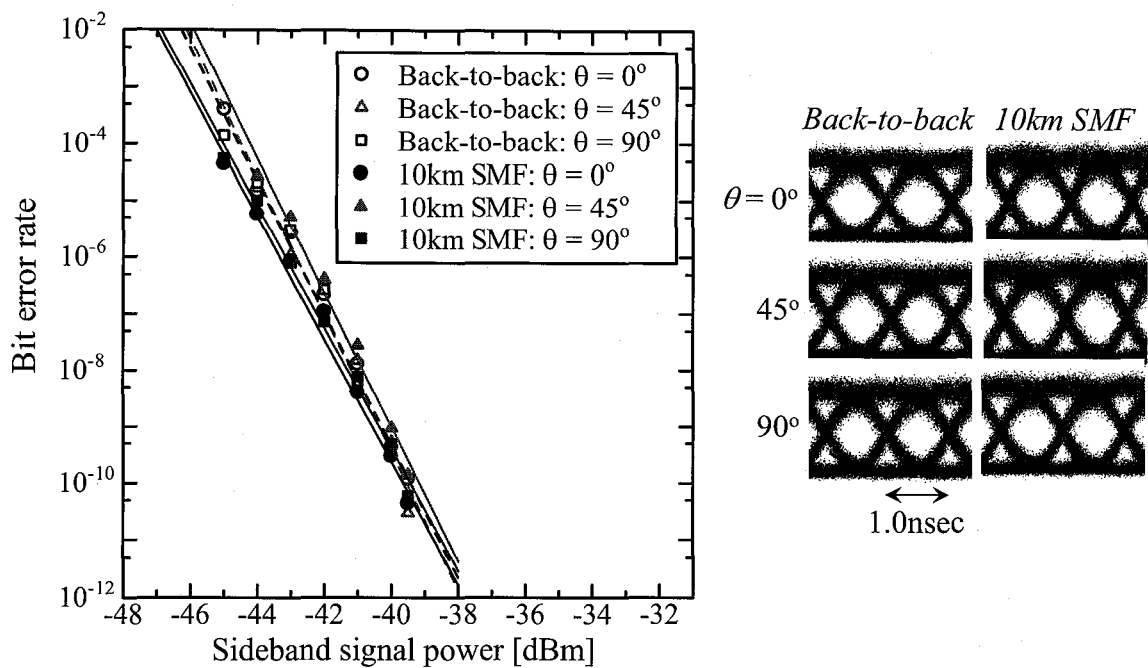 10-2
10-4
10-6
10-8
10-10
10-12
Bit error rate
-48 -46 -44 -42 -40 -38 -36 -34 -32
Sideband signal power [dBm]
Back-to-back: θ = 0°
Back-to-back: θ = 45°
Back-to-back: θ = 90°
10km SMF: θ = 0°
10km SMF: θ = 45°
10km SMF: θ = 90°
Back-to-back 10km SMF
θ = 0°
45°
90°
1.0nsec